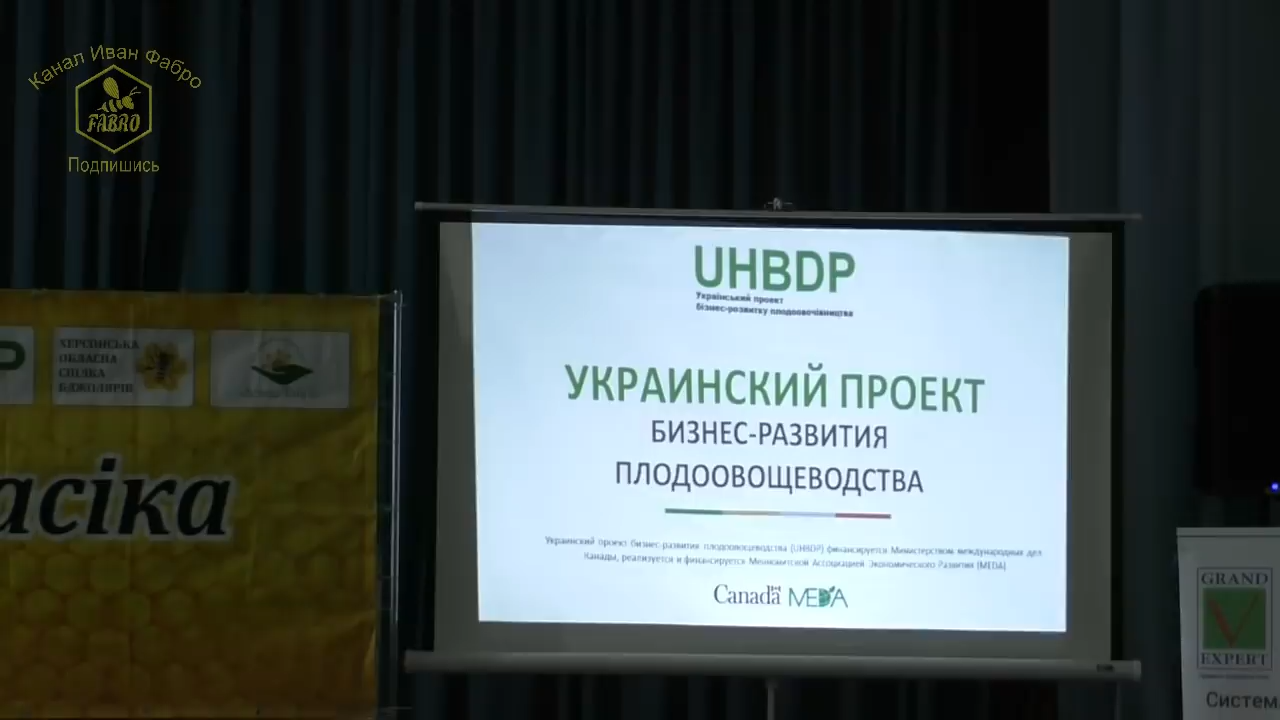 Канал Иван Фабро
FABRO
Подпишись
UHBDP
Український проект
бізнес-розвитку плодоовочівництва
УКРАИНСКИЙ ПРОЕКТ
БИЗНЕС-РАЗВИТИЯ
ПЛОДООВОЩЕВОДСТВА
Украинский проект бизнес-развития плодоовощеводства (UHBDP) финансируется Министерством международных дел
Канады, реализуется и финансируется Меннонитской Ассоциацией Экономического Развития (MEDA)
Canada MEDA
P
ХЕРСОНСЬКА
ОБЛАСНА
СПІЛКА
БДЖОЛЯРІВ
асіка
GRAND
V
EXPERT
Систем